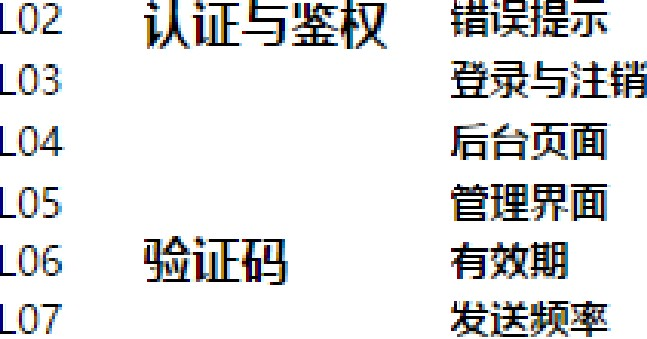 L02 认证与鉴权 错误提示
L03 登录与注销
L04 后台页面
L05 管理界面
L06 验证码 有效期
L07 发送频率